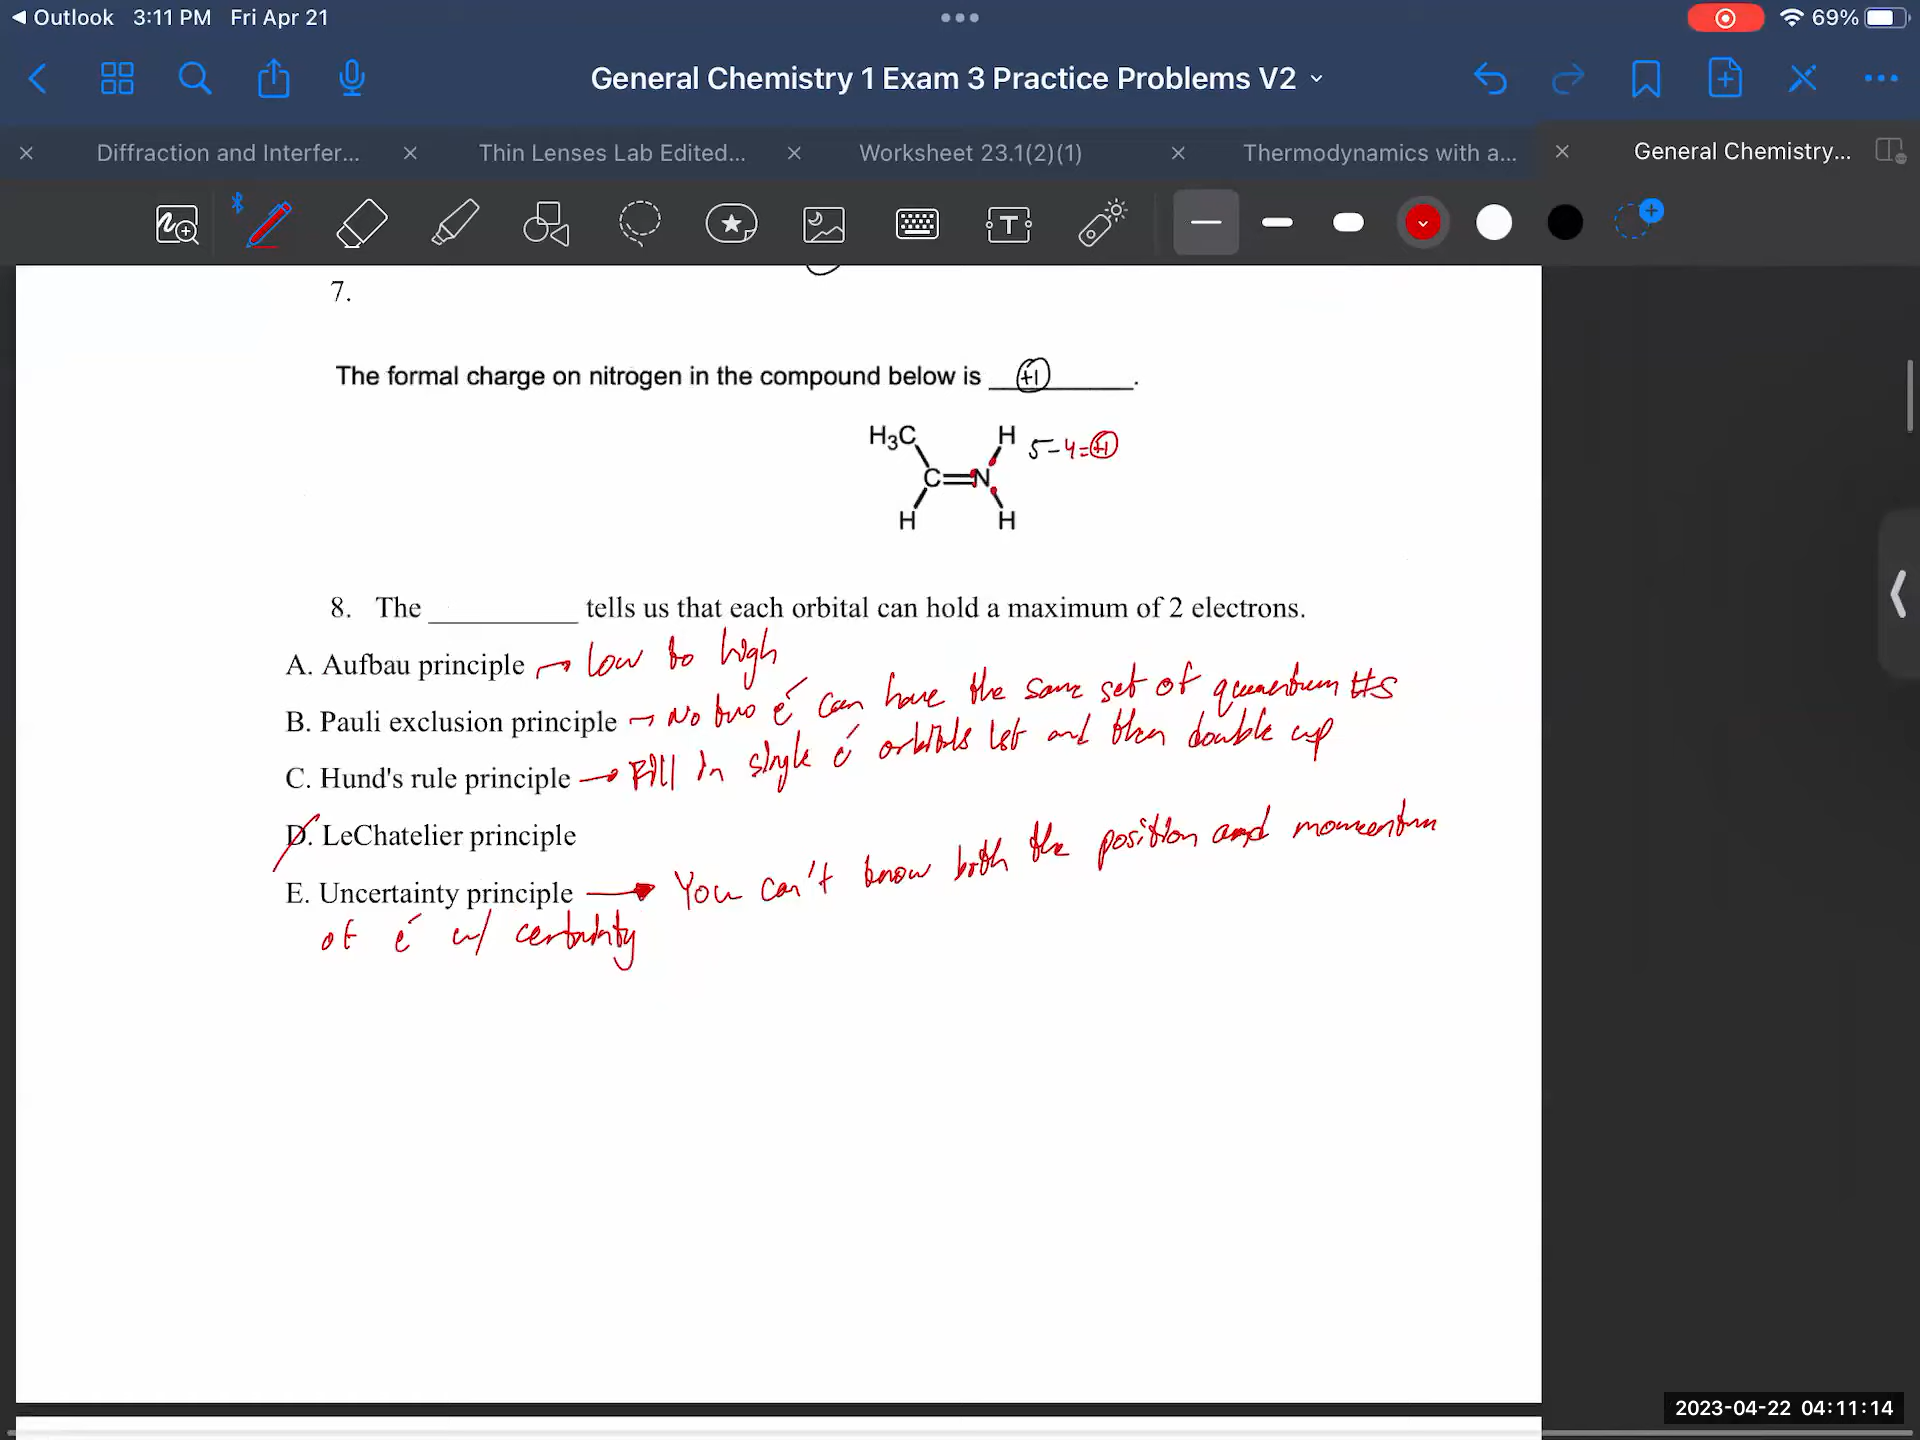 Outlook 3:11 PM Fri Apr 21
69%
General Chemistry 1 Exam 3 Practice Problems V2
Diffraction and Interfer... Thin Lenses Lab Edited... Worksheet 23.1(2)(1) Thermodynamics with a... General Chemistry...
7.
The formal charge on nitrogen in the compound below is +1.
H₃C H 5-4=+1
C=N
H H
8. The __________ tells us that each orbital can hold a maximum of 2 electrons.
A. Aufbau principle → low to high
B. Pauli exclusion principle → No two e⁻ can have the same set of quantum #s
C. Hund's rule principle → Fill in single e⁻ orbitals 1st and then double up
D. LeChatelier principle
E. Uncertainty principle → You can't know both the position and momentum
of e⁻ w/ certainty
2023-04-22 04:11:14